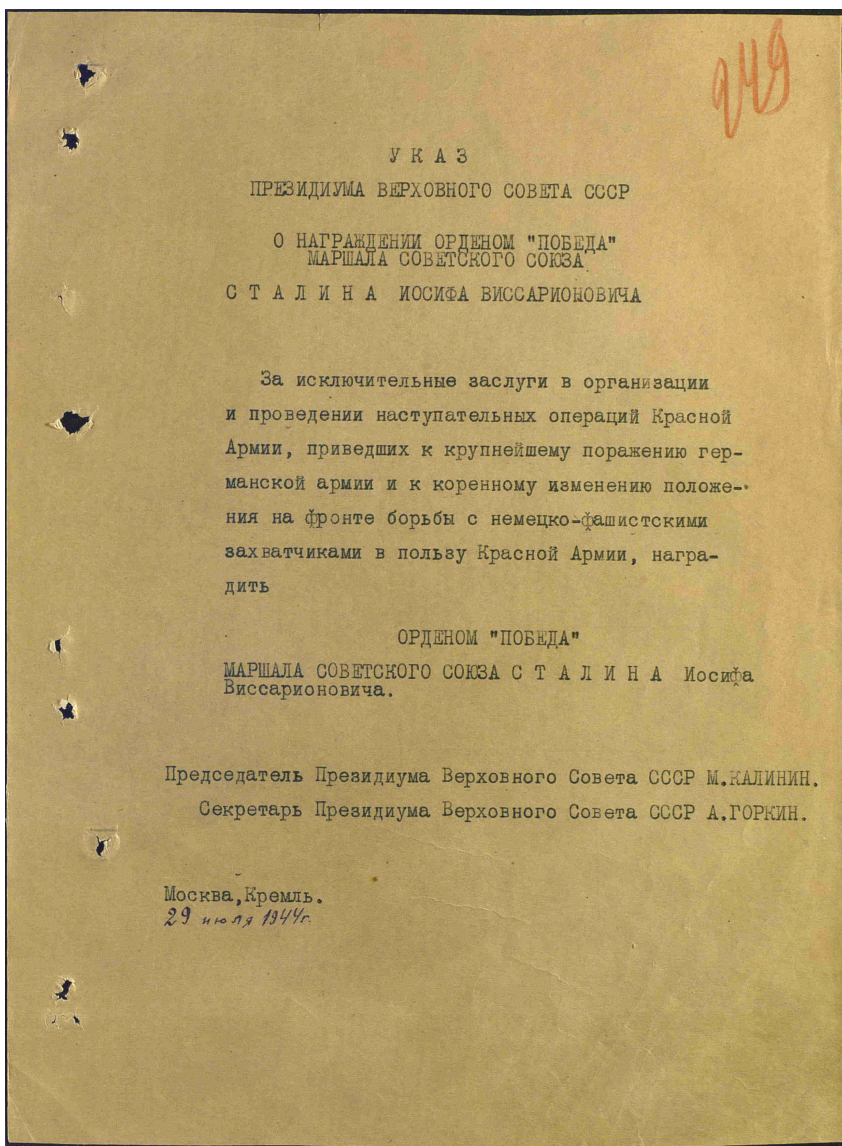 249
У К А З
ПРЕЗИДИУМА ВЕРХОВНОГО СОВЕТА СССР
О НАГРАЖДЕНИИ ОРДЕНОМ "ПОБЕДА"
МАРШАЛА СОВЕТСКОГО СОЮЗА
С Т А Л И Н А ИОСИФА ВИССАРИОНОВИЧА
За исключительные заслуги в организации
и проведении наступательных операций Красной
Армии, приведших к крупнейшему поражению гер-
манской армии и к коренному изменению положе-
ния на фронте борьбы с немецко-фашистскими
захватчиками в пользу Красной Армии, награ-
дить
ОРДЕНОМ "ПОБЕДА"
МАРШАЛА СОВЕТСКОГО СОЮЗА С Т А Л И Н А Иосифа
Виссарионовича.
Председатель Президиума Верховного Совета СССР М.КАЛИНИН.
Секретарь Президиума Верховного Совета СССР А.ГОРКИН.
Москва,Кремль.
29 июля 1944г.